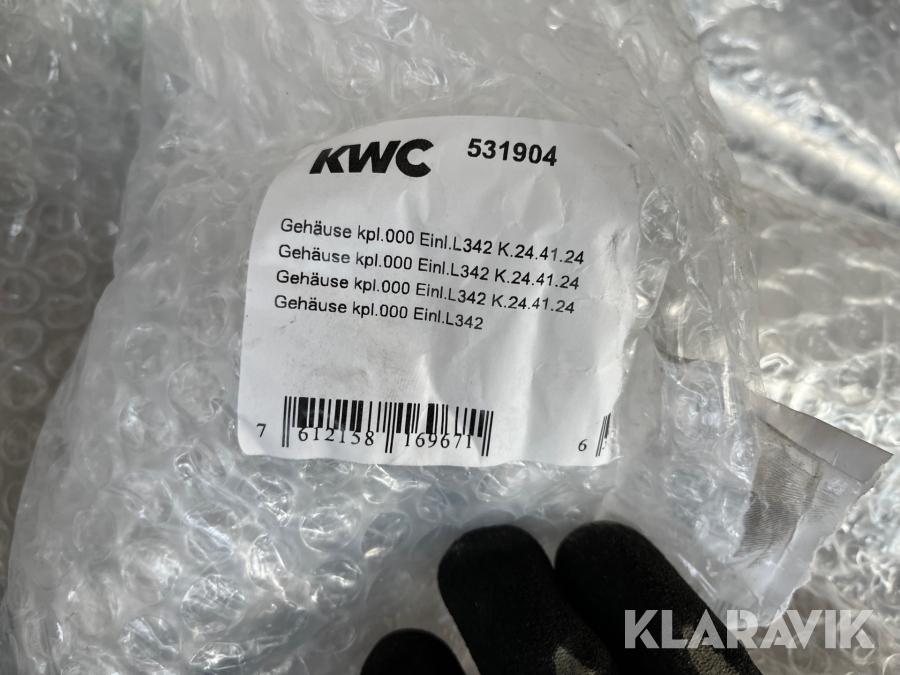 KWC 531904
Gehäuse kpl.000 Einl.L342 K.24.41.24
Gehäuse kpl.000 Einl.L342 K.24.41.24
Gehäuse kpl.000 Einl.L342 K.24.41.24
Gehäuse kpl.000 Einl.L342
7 612158 169671 6
KLARAVIK